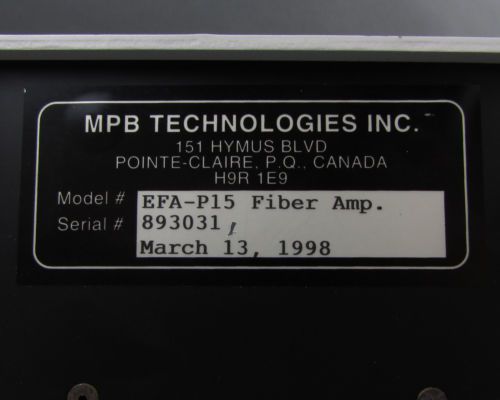 MPB TECHNOLOGIES INC.
151 HYMUS BLVD
POINTE-CLAIRE, P.Q., CANADA
H9R 1E9
Model # EFA-P15 Fiber Amp.
Serial # 893031
March 13, 1998